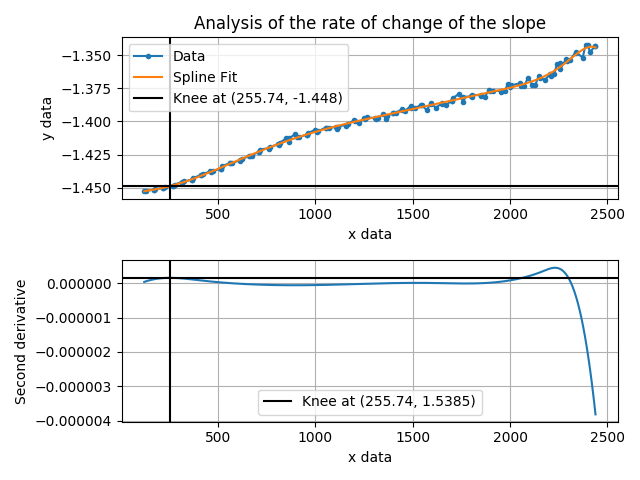 Analysis of the rate of change of the slope
−1.350
−1.375
−1.400
−1.425
−1.450
y data
Data
Spline Fit
Knee at (255.74, -1.448)
500
1000
1500
2000
2500
x data
0.000000
−0.000001
−0.000002
−0.000003
−0.000004
Second derivative
Knee at (255.74, 1.5385)
500
1000
1500
2000
2500
x data